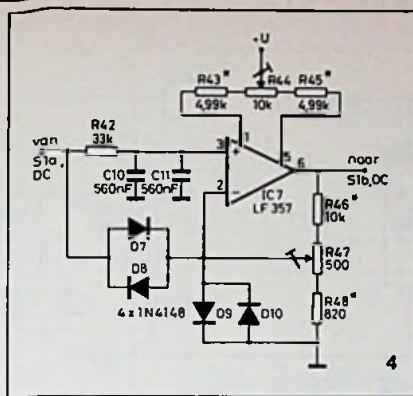 +U
R43* R44 R45*
4,99k 10k 4,99k
van
S1a,
DC
R42
33k
C10
560nF
C11
560nF
3
+
1
5
6
2
−
IC7
LF 357
naar
S1b, DC
R46*
10k
R47
500
R48*
820
D7
D8
4x1N4148
D9
D10
4